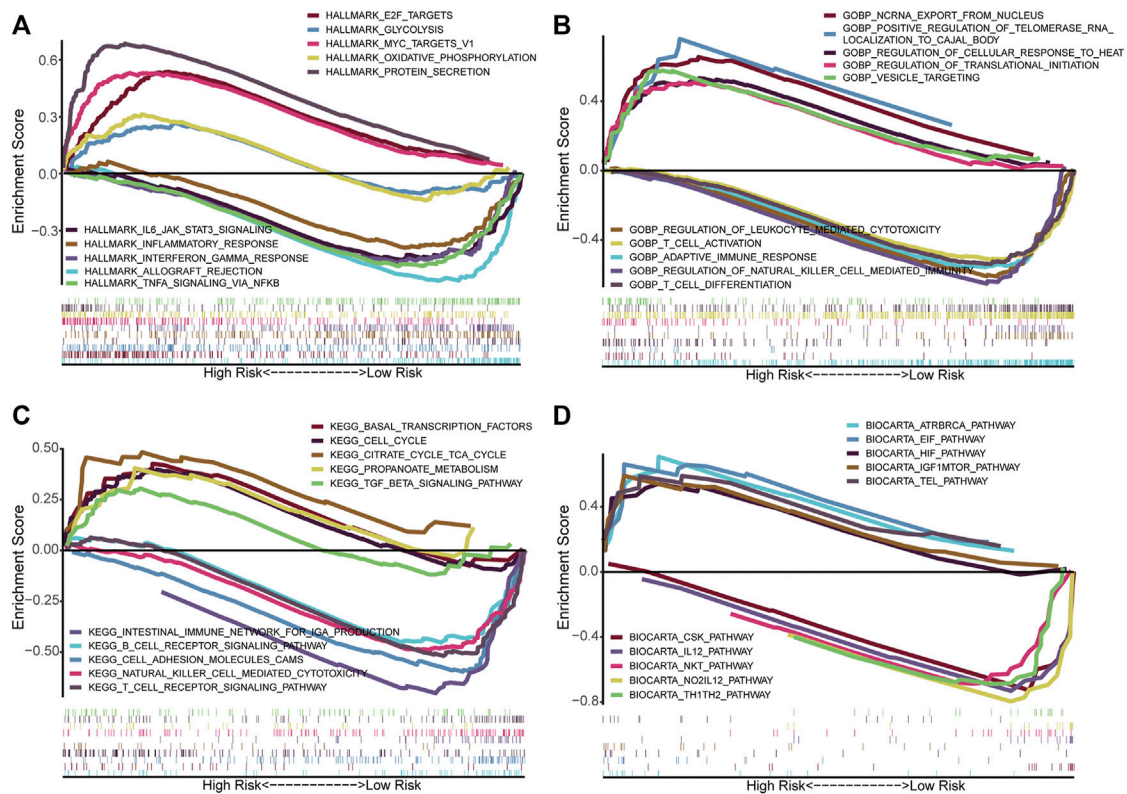 A
HALLMARK_E2F_TARGETS
HALLMARK_GLYCOLYSIS
HALLMARK_MYC_TARGETS_V1
HALLMARK_OXIDATIVE_PHOSPHORYLATION
HALLMARK_PROTEIN_SECRETION
Enrichment Score
0.6
0.3
0.0
−0.3
HALLMARK_IL6_JAK_STAT3_SIGNALING
HALLMARK_INFLAMMATORY_RESPONSE
HALLMARK_INTERFERON_GAMMA_RESPONSE
HALLMARK_ALLOGRAFT_REJECTION
HALLMARK_TNFA_SIGNALING_VIA_NFKB
High Risk<------------>Low Risk
B
GOBP_NCRNA_EXPORT_FROM_NUCLEUS
GOBP_POSITIVE_REGULATION_OF_TELOMERASE_RNA_
LOCALIZATION_TO_CAJAL_BODY
GOBP_REGULATION_OF_CELLULAR_RESPONSE_TO_HEAT
GOBP_REGULATION_OF_TRANSLATIONAL_INITIATION
GOBP_VESICLE_TARGETING
Enrichment Score
0.4
0.0
−0.4
GOBP_REGULATION_OF_LEUKOCYTE_MEDIATED_CYTOTOXICITY
GOBP_T_CELL_ACTIVATION
GOBP_ADAPTIVE_IMMUNE_RESPONSE
GOBP_REGULATION_OF_NATURAL_KILLER_CELL_MEDIATED_IMMUNITY
GOBP_T_CELL_DIFFERENTIATION
High Risk<------------>Low Risk
C
KEGG_BASAL_TRANSCRIPTION_FACTORS
KEGG_CELL_CYCLE
KEGG_CITRATE_CYCLE_TCA_CYCLE
KEGG_PROPANOATE_METABOLISM
KEGG_TGF_BETA_SIGNALING_PATHWAY
Enrichment Score
0.50
0.25
0.00
−0.25
−0.50
KEGG_INTESTINAL_IMMUNE_NETWORK_FOR_IGA_PRODUCTION
KEGG_B_CELL_RECEPTOR_SIGNALING_PATHWAY
KEGG_CELL_ADHESION_MOLECULES_CAMS
KEGG_NATURAL_KILLER_CELL_MEDIATED_CYTOTOXICITY
KEGG_T_CELL_RECEPTOR_SIGNALING_PATHWAY
High Risk<------------>Low Risk
D
BIOCARTA_ATRBRCA_PATHWAY
BIOCARTA_EIF_PATHWAY
BIOCARTA_HIF_PATHWAY
BIOCARTA_IGF1MTOR_PATHWAY
BIOCARTA_TEL_PATHWAY
Enrichment Score
0.4
0.0
−0.4
−0.8
BIOCARTA_CSK_PATHWAY
BIOCARTA_IL12_PATHWAY
BIOCARTA_NKT_PATHWAY
BIOCARTA_NO2IL12_PATHWAY
BIOCARTA_TH1TH2_PATHWAY
High Risk<------------>Low Risk